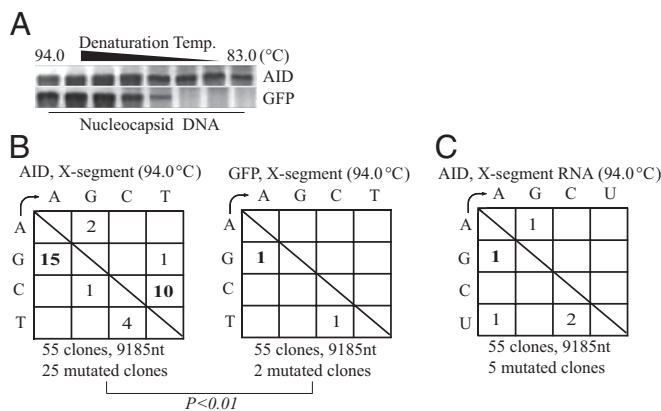 A
Denaturation Temp.
94.0 83.0 (°C)
AID
GFP
Nucleocapsid DNA
B
AID, X-segment (94.0 °C)
A G C T
A 2
G 15 1
C 1 10
T 4
55 clones, 9185nt
25 mutated clones
GFP, X-segment (94.0 °C)
A G C T
A
G 1
C
T 1
55 clones, 9185nt
2 mutated clones
P<0.01
C
AID, X-segment RNA (94.0 °C)
A G C U
A 1
G 1
C
U 1 2
55 clones, 9185nt
5 mutated clones